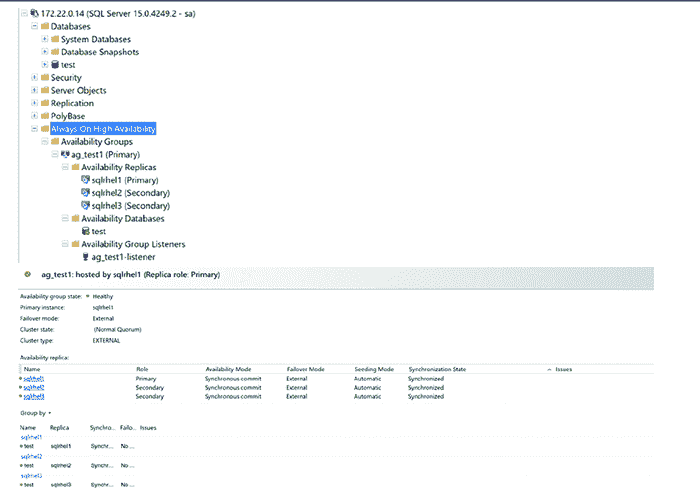 172.22.0.14 (SQL Server 15.0.4249.2 - sa)
Databases
System Databases
Database Snapshots
test
Security
Server Objects
Replication
PolyBase
Always On High Availability
Availability Groups
ag_test1 (Primary)
Availability Replicas
sqlrhel1 (Primary)
sqlrhel2 (Secondary)
sqlrhel3 (Secondary)
Availability Databases
test
Availability Group Listeners
ag_test1-listener
ag_test1: hosted by sqlrhel1 (Replica role: Primary)
Availability group state: Healthy
Primary instance: sqlrhel1
Failover mode: External
Cluster state: (Normal Quorum)
Cluster type: EXTERNAL
Availability replica:
Name Role Availability Mode Failover Mode Seeding Mode Synchronization State Issues
sqlrhel1 Primary Synchronous commit External Automatic Synchronized
sqlrhel2 Secondary Synchronous commit External Automatic Synchronized
sqlrhel3 Secondary Synchronous commit External Automatic Synchronized
Group by
Name Replica Synchro... Failo... Issues
sqlrhel1
test sqlrhel1 Synchr... No ...
sqlrhel2
test sqlrhel2 Synchr... No ...
sqlrhel3
test sqlrhel3 Synchr... No ...